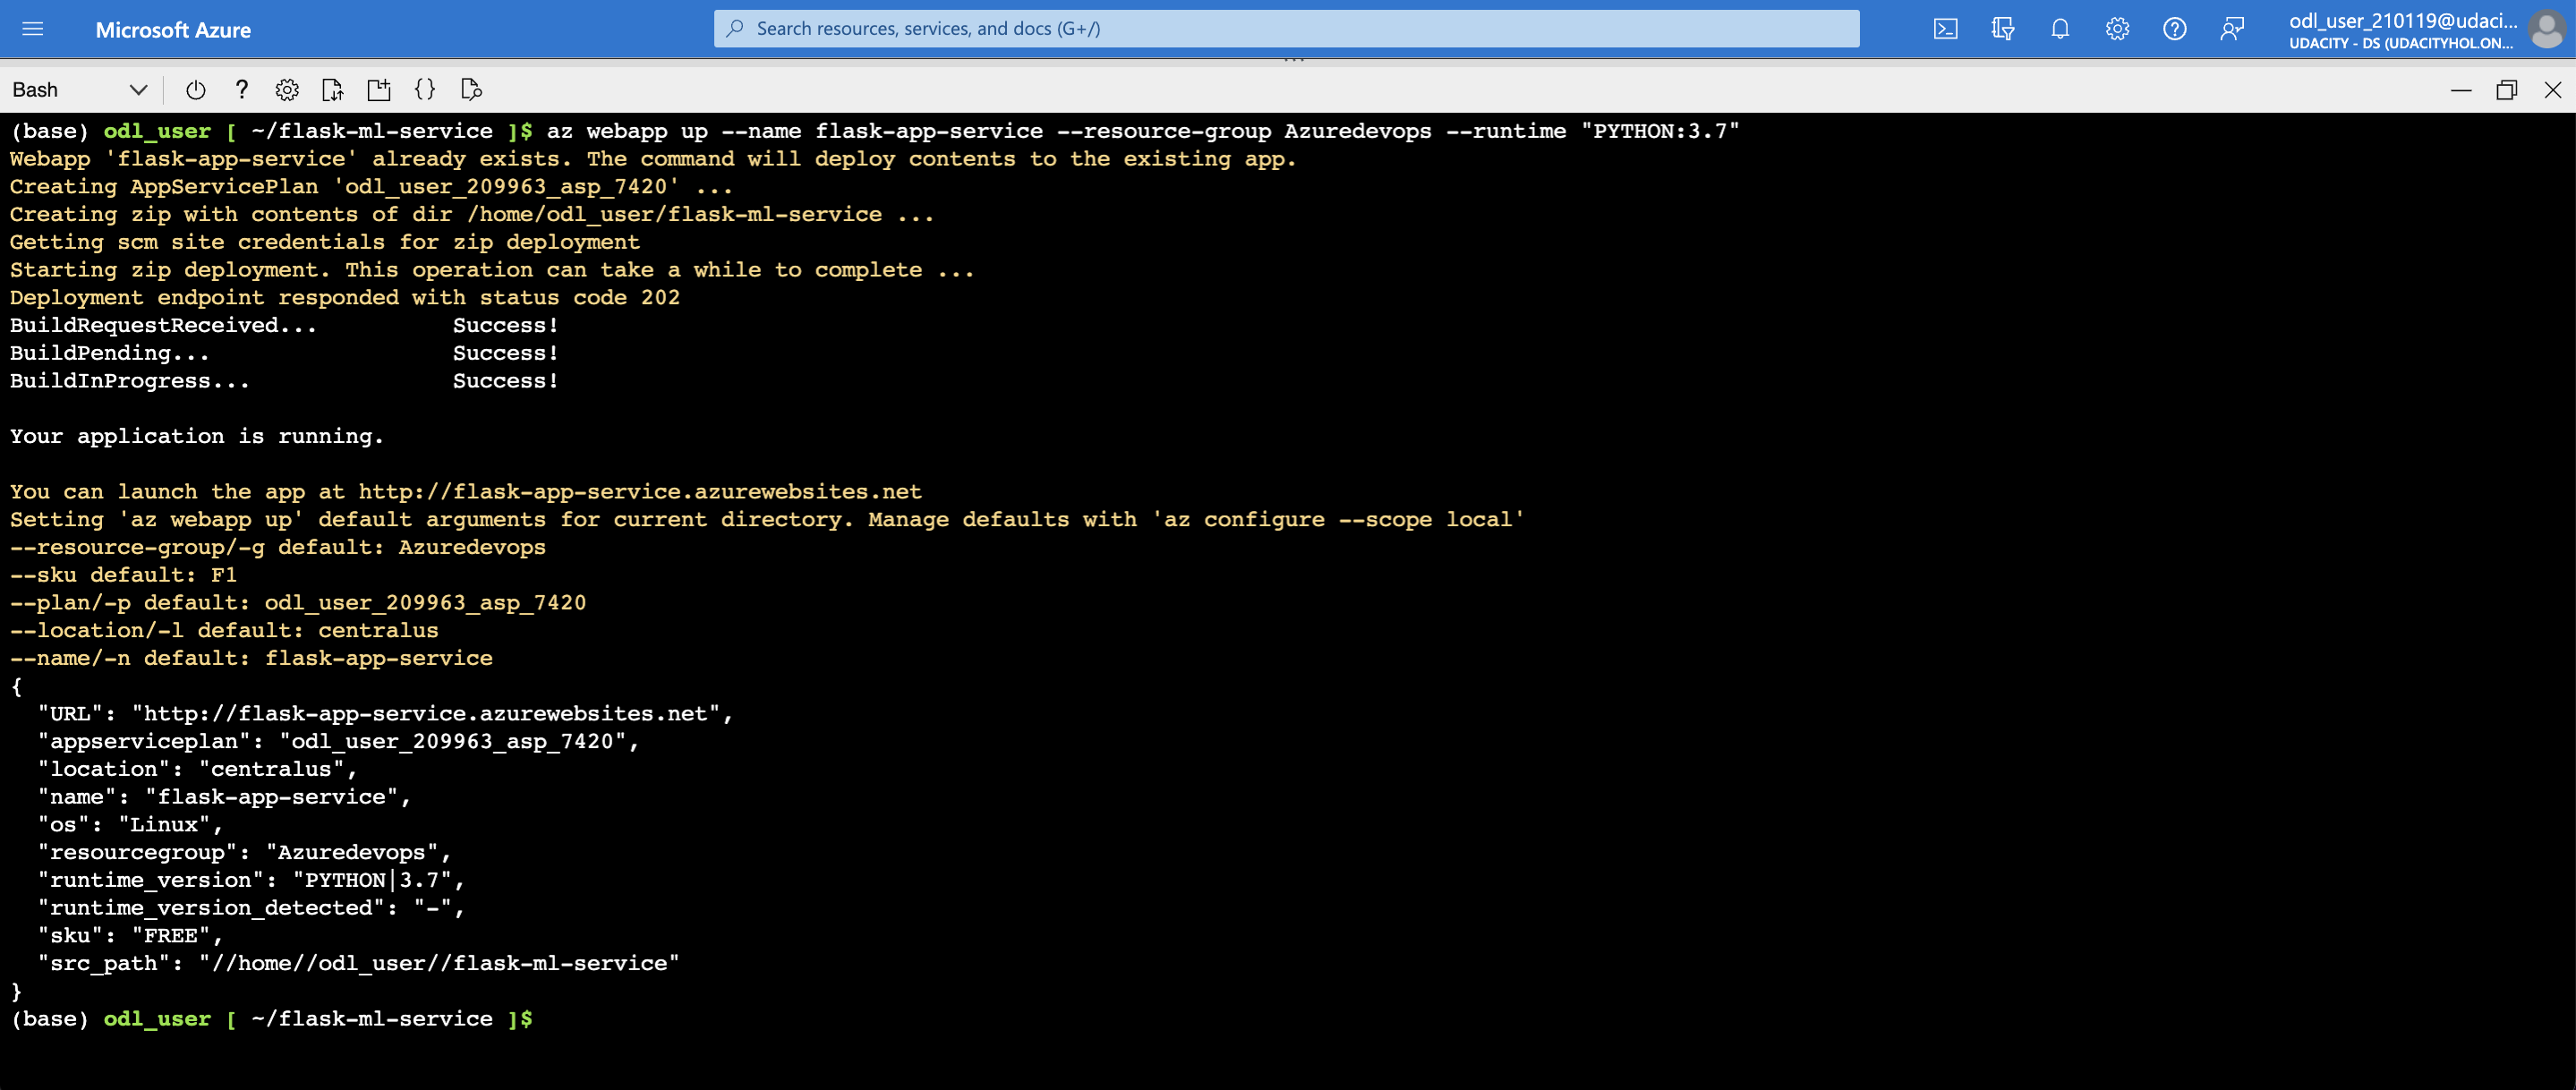 Microsoft Azure
Search resources, services, and docs (G+/)
odl_user_210119@udaci...
UDACITY - DS (UDACITYHOL.ON...
Bash
(base) odl_user [ ~/flask-ml-service ]$ az webapp up --name flask-app-service --resource-group Azuredevops --runtime "PYTHON:3.7"
Webapp 'flask-app-service' already exists. The command will deploy contents to the existing app.
Creating AppServicePlan 'odl_user_209963_asp_7420' ...
Creating zip with contents of dir /home/odl_user/flask-ml-service ...
Getting scm site credentials for zip deployment
Starting zip deployment. This operation can take a while to complete ...
Deployment endpoint responded with status code 202
BuildRequestReceived... Success!
BuildPending... Success!
BuildInProgress... Success!
Your application is running.
You can launch the app at http://flask-app-service.azurewebsites.net
Setting 'az webapp up' default arguments for current directory. Manage defaults with 'az configure --scope local'
--resource-group/-g default: Azuredevops
--sku default: F1
--plan/-p default: odl_user_209963_asp_7420
--location/-l default: centralus
--name/-n default: flask-app-service
{
"URL": "http://flask-app-service.azurewebsites.net",
"appserviceplan": "odl_user_209963_asp_7420",
"location": "centralus",
"name": "flask-app-service",
"os": "Linux",
"resourcegroup": "Azuredevops",
"runtime_version": "PYTHON|3.7",
"runtime_version_detected": "-",
"sku": "FREE",
"src_path": "//home//odl_user//flask-ml-service"
}
(base) odl_user [ ~/flask-ml-service ]$